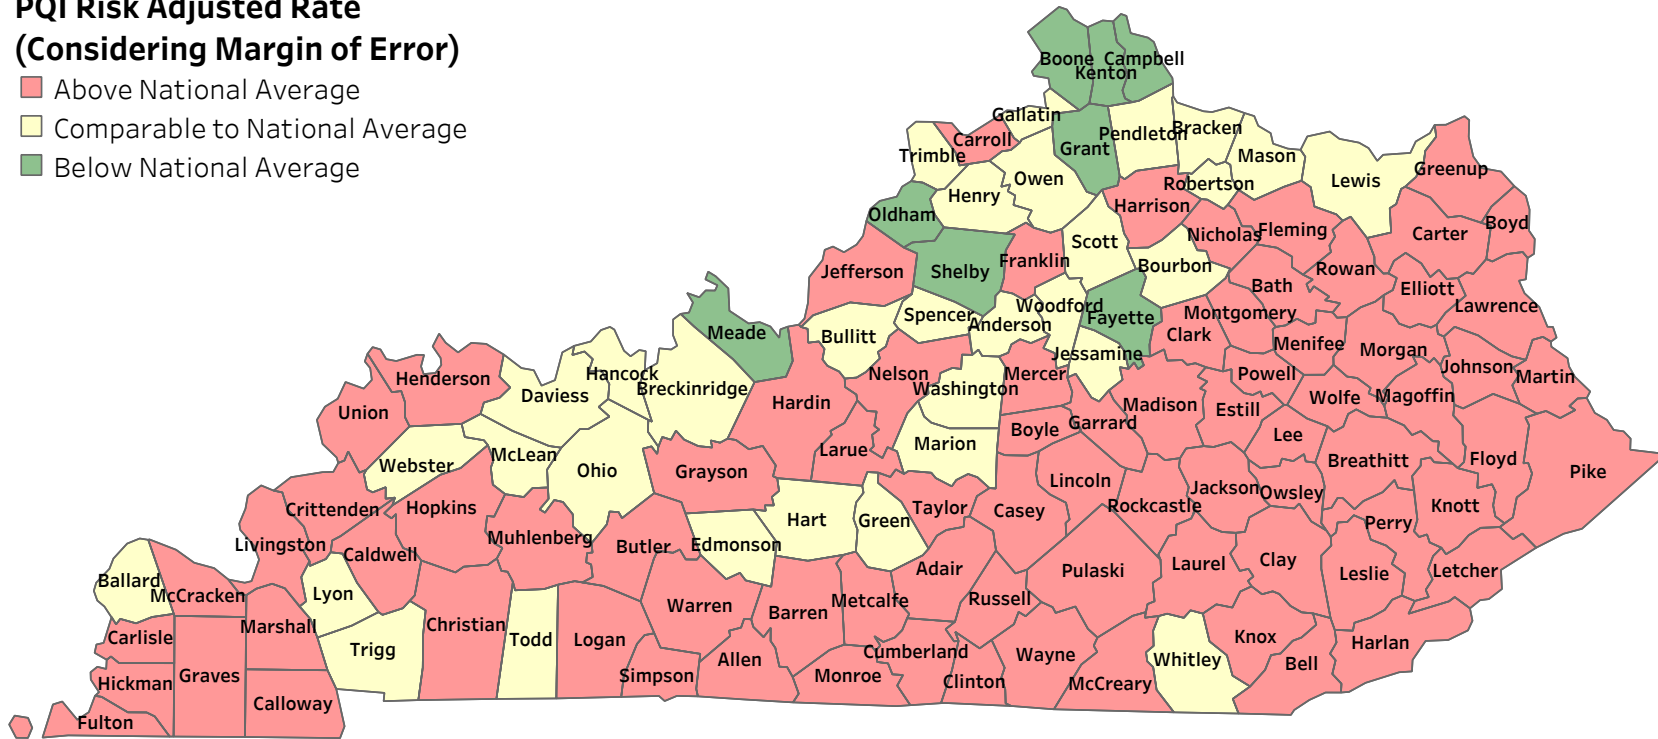 PQI Risk Adjusted Rate
(Considering Margin of Error)
Above National Average
Comparable to National Average
Below National Average
Boone
Campbell
Kenton
Gallatin
Carroll
Grant
Pendleton
Bracken
Trimble
Mason
Owen
Henry
Robertson
Lewis
Greenup
Harrison
Oldham
Nicholas
Fleming
Boyd
Carter
Scott
Jefferson
Shelby
Franklin
Bourbon
Rowan
Bath
Elliott
Lawrence
Meade
Bullitt
Spencer
Anderson
Woodford
Fayette
Montgomery
Clark
Menifee
Morgan
Jessamine
Johnson
Martin
Henderson
Hancock
Daviess
Breckinridge
Nelson
Washington
Mercer
Powell
Wolfe
Magoffin
Union
Hardin
Madison
Estill
Boyle
Garrard
Lee
Webster
McLean
Ohio
Grayson
Larue
Marion
Breathitt
Floyd
Pike
Lincoln
Jackson
Owsley
Crittenden
Hopkins
Hart
Green
Taylor
Casey
Rockcastle
Knott
Perry
Livingston
Caldwell
Muhlenberg
Butler
Edmonson
Adair
Pulaski
Laurel
Clay
Leslie
Letcher
Ballard
McCracken
Lyon
Warren
Barren
Metcalfe
Russell
Carlisle
Marshall
Christian
Todd
Logan
Knox
Harlan
Trigg
Cumberland
Wayne
Whitley
Bell
Hickman
Graves
Simpson
Allen
Monroe
Clinton
McCreary
Calloway
Fulton